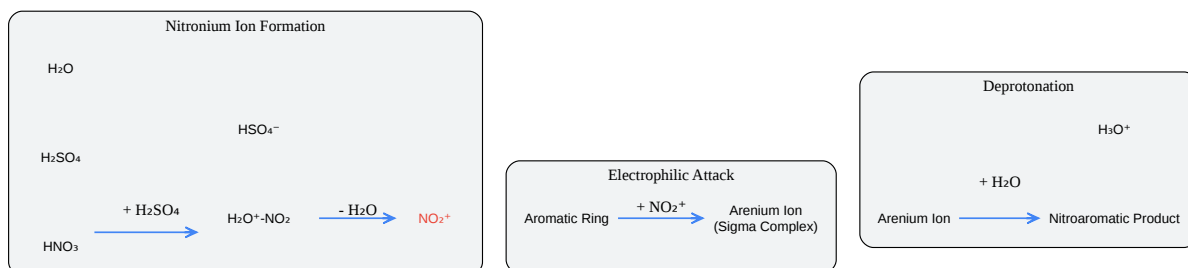 Nitronium Ion Formation
H₂O
HSO₄⁻
H₂SO₄
+ H₂SO₄
H₂O⁺-NO₂
- H₂O
NO₂⁺
HNO₃
Electrophilic Attack
Aromatic Ring
+ NO₂⁺
Arenium Ion
(Sigma Complex)
Deprotonation
H₃O⁺
+ H₂O
Arenium Ion
Nitroaromatic Product